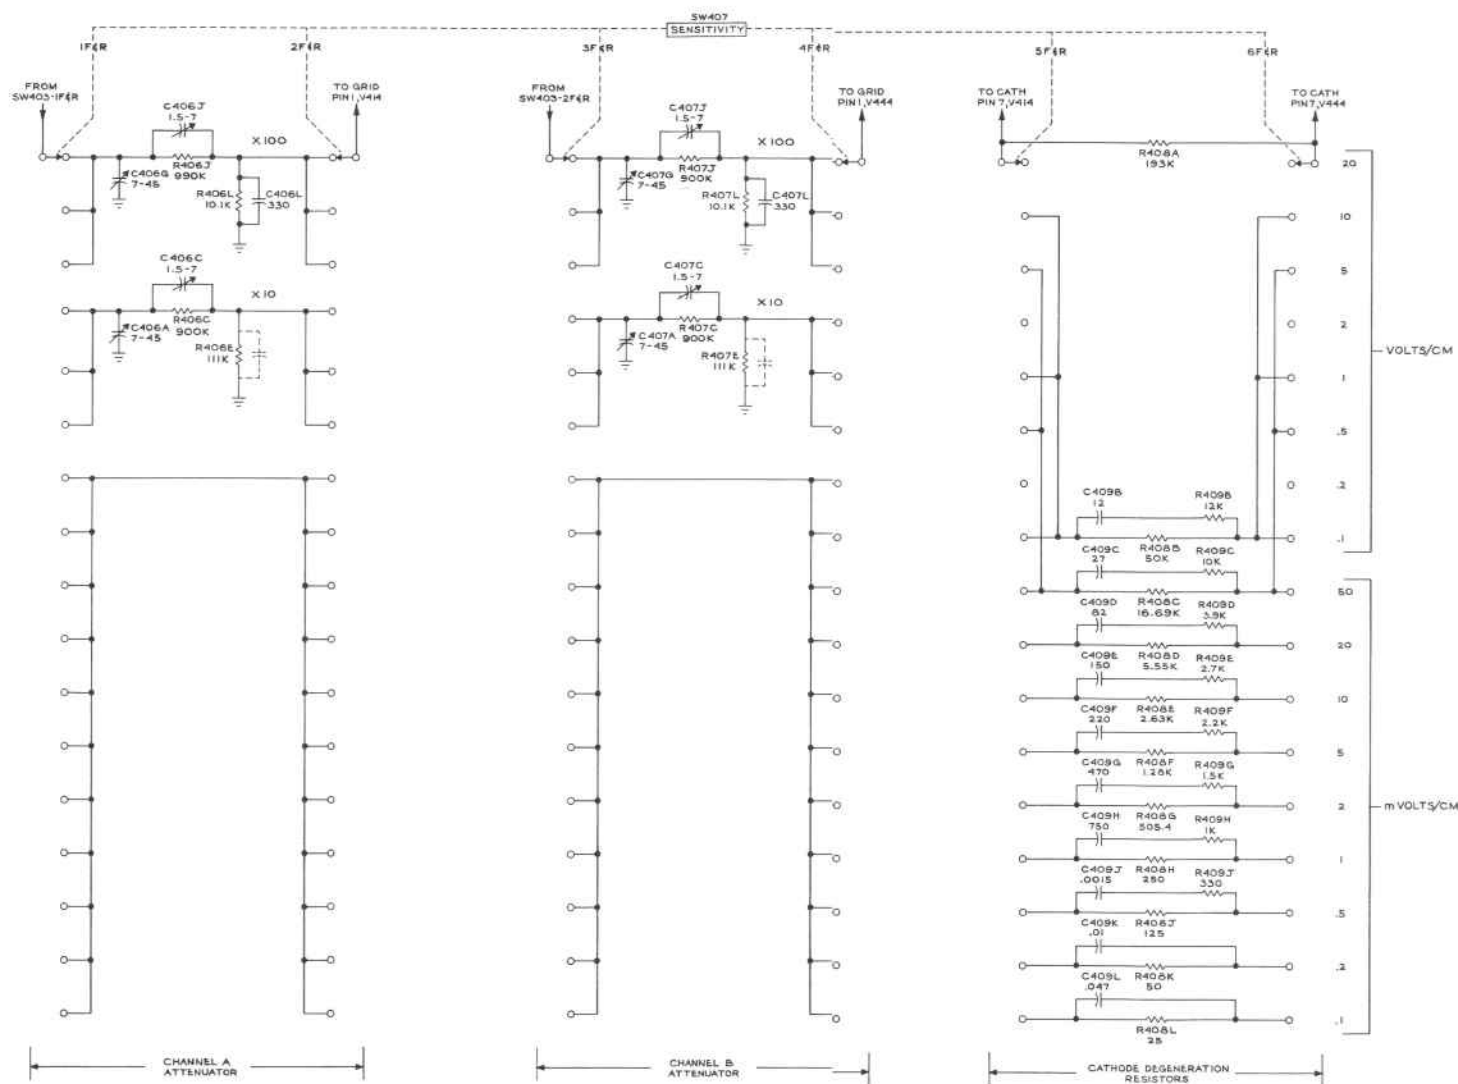 SW407
SENSITIVITY
1F&R
2F&R
3F&R
4F&R
5F&R
6F&R
FROM
SW403-1F&R
TO GRID
PIN 1, V414
FROM
SW403-2F&R
TO GRID
PIN 1, V444
TO CATH
PIN 7, V414
TO CATH
PIN 7, V444
C406J
1.5-7
X100
R406J
990K
C406G
7-45
R406L
10.1K
C406L
330
C406C
1.5-7
X10
R406C
900K
C406A
7-45
R406E
111K
C407J
1.5-7
X100
R407J
900K
C407G
7-45
R407L
10.1K
C407L
330
C407C
1.5-7
X10
R407C
900K
C407A
7-45
R407E
111K
R408A
193K
20
10
5
2
1
.5
.2
.1
VOLTS/CM
C409B
12
R409B
12K
R408B
50K
C409C
27
R409C
10K
R408C
16.69K
50
C409D
82
R409D
3.9K
R408D
5.55K
20
C409E
150
R409E
2.7K
R408E
2.63K
10
C409F
220
R409F
2.2K
R408F
1.28K
5
C409G
470
R409G
1.5K
R408G
505.4
2
C409H
750
R409H
1K
R408H
250
1
C409J
.0015
R409J
330
R408J
125
.5
C409K
.01
R408K
50
.2
C409L
.047
R408L
25
.1
mVOLTS/CM
CHANNEL A
ATTENUATOR
CHANNEL B
ATTENUATOR
CATHODE DEGENERATION
RESISTORS